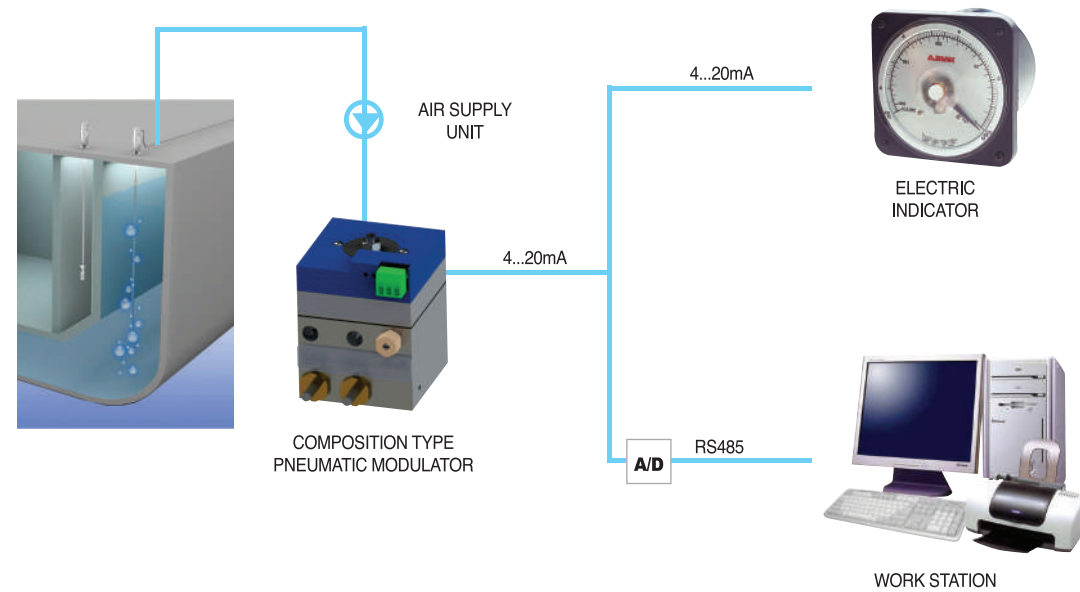 4...20mA
AIR SUPPLY
UNIT
ELECTRIC
INDICATOR
4...20mA
COMPOSITION TYPE
PNEUMATIC MODULATOR
A/D
RS485
WORK STATION